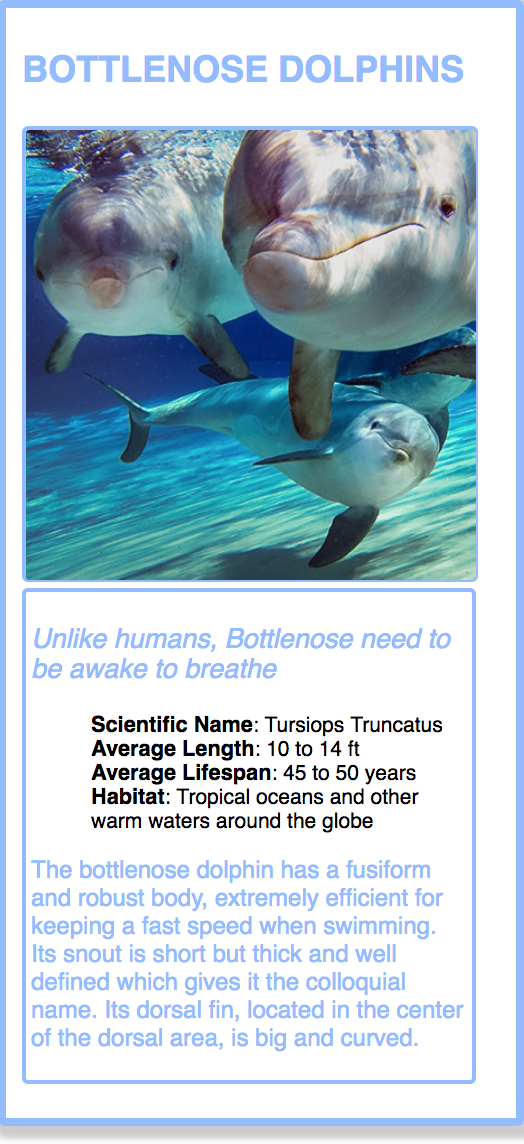 BOTTLENOSE DOLPHINS
Unlike humans, Bottlenose need to
be awake to breathe
Scientific Name: Tursiops Truncatus
Average Length: 10 to 14 ft
Average Lifespan: 45 to 50 years
Habitat: Tropical oceans and other
warm waters around the globe
The bottlenose dolphin has a fusiform
and robust body, extremely efficient for
keeping a fast speed when swimming.
Its snout is short but thick and well
defined which gives it the colloquial
name. Its dorsal fin, located in the center
of the dorsal area, is big and curved.